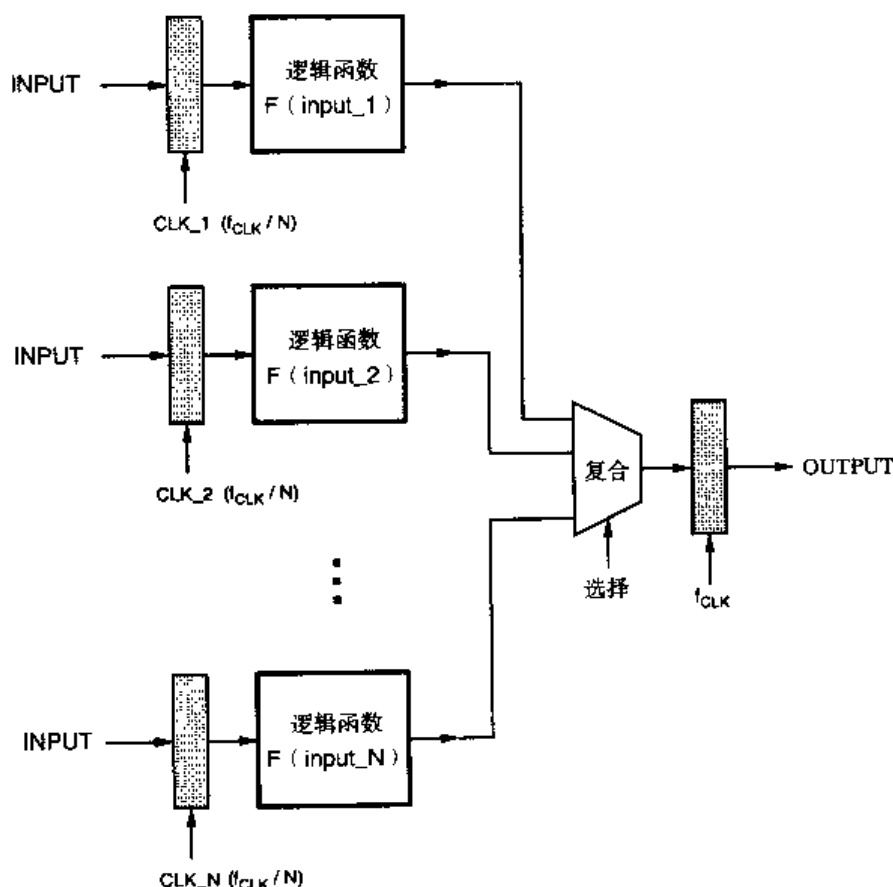 INPUT
逻辑函数
F（input_1）
CLK_1 (fCLK / N)
INPUT
逻辑函数
F（input_2）
CLK_2 (fCLK / N)
复合
OUTPUT
选择
fCLK
INPUT
逻辑函数
F（input_N）
CLK_N (fCLK / N)